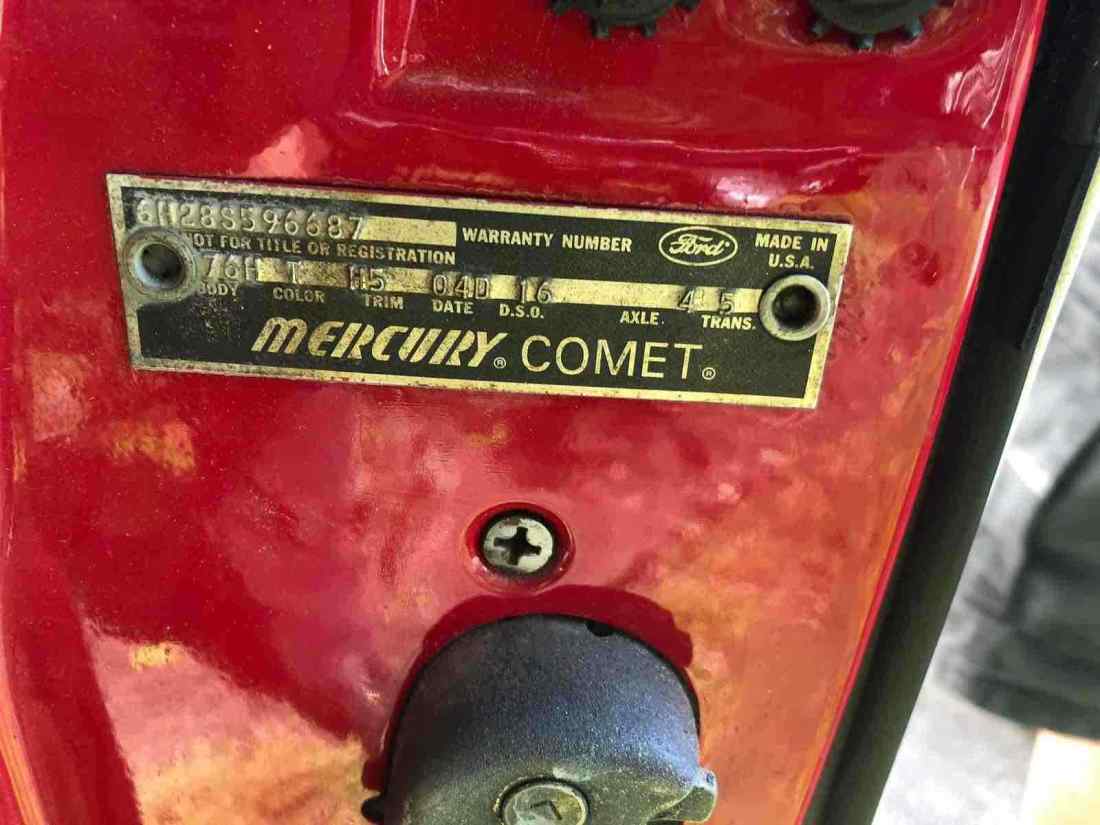 6H28S596687
NOT FOR TITLE OR REGISTRATION
WARRANTY NUMBER
Ford
MADE IN
U.S.A.
76H T H5 04D 16 4 5
BODY COLOR TRIM DATE D.S.O. AXLE TRANS.
MERCURY® COMET®